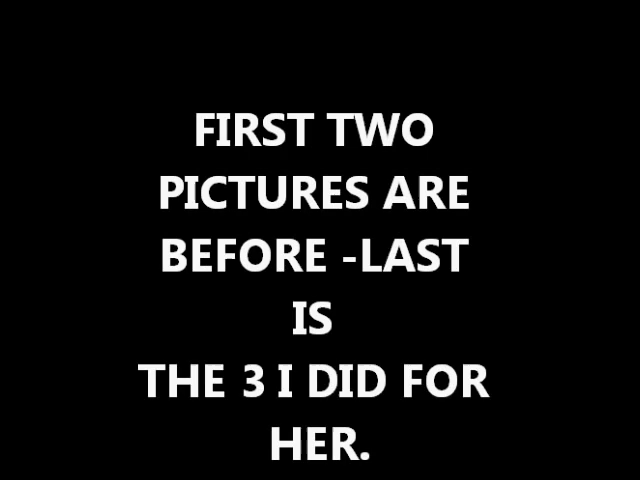 FIRST TWO
PICTURES ARE
BEFORE -LAST
IS
THE 3 I DID FOR
HER.